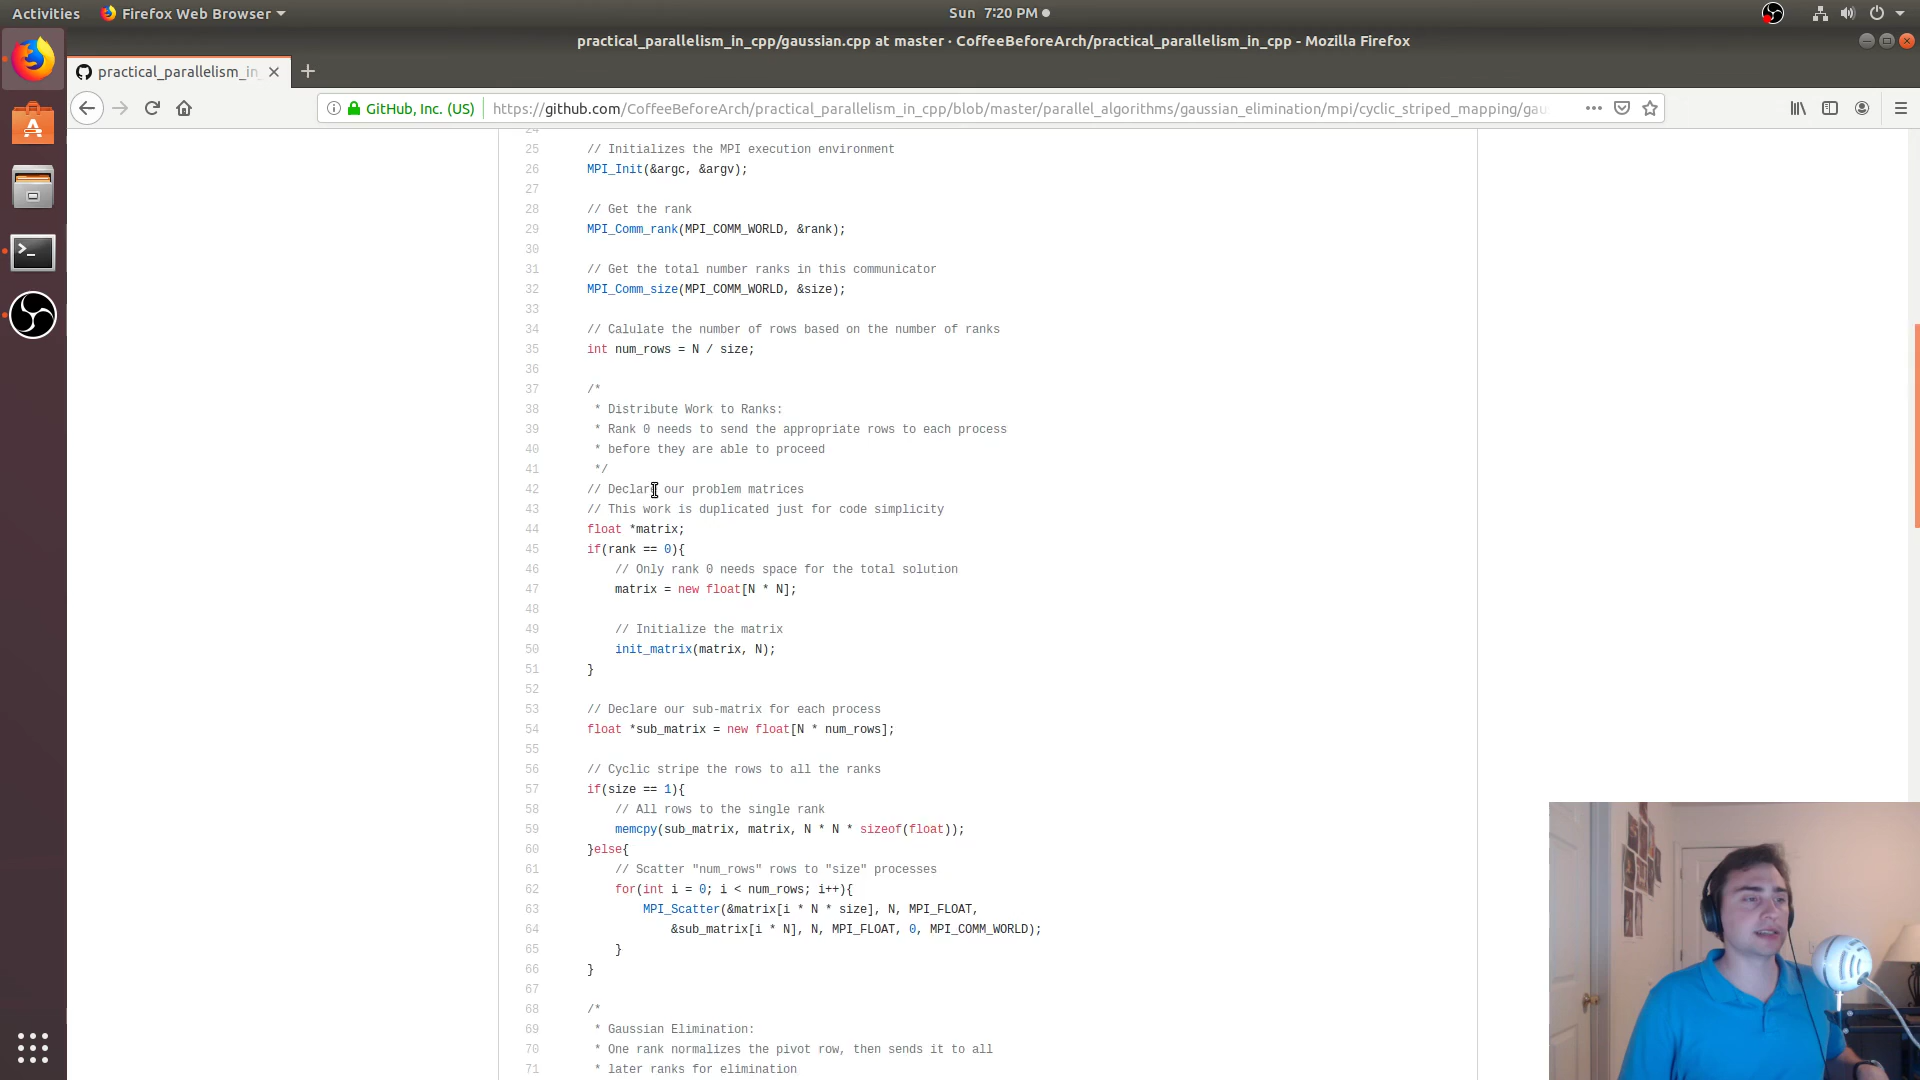 Activities
Firefox Web Browser
Sun 7:20 PM
practical_parallelism_in_cpp/gaussian.cpp at master · CoffeeBeforeArch/practical_parallelism_in_cpp - Mozilla Firefox
practical_parallelism_in_
GitHub, Inc. (US)
https://github.com/CoffeeBeforeArch/practical_parallelism_in_cpp/blob/master/parallel_algorithms/gaussian_elimination/mpi/cyclic_striped_mapping/gau
24
25 // Initializes the MPI execution environment
26 MPI_Init(&argc, &argv);
27
28 // Get the rank
29 MPI_Comm_rank(MPI_COMM_WORLD, &rank);
30
31 // Get the total number ranks in this communicator
32 MPI_Comm_size(MPI_COMM_WORLD, &size);
33
34 // Calulate the number of rows based on the number of ranks
35 int num_rows = N / size;
36
37 /*
38 * Distribute Work to Ranks:
39 * Rank 0 needs to send the appropriate rows to each process
40 * before they are able to proceed
41 */
42 // Declare our problem matrices
43 // This work is duplicated just for code simplicity
44 float *matrix;
45 if(rank == 0){
46 // Only rank 0 needs space for the total solution
47 matrix = new float[N * N];
48
49 // Initialize the matrix
50 init_matrix(matrix, N);
51 }
52
53 // Declare our sub-matrix for each process
54 float *sub_matrix = new float[N * num_rows];
55
56 // Cyclic stripe the rows to all the ranks
57 if(size == 1){
58 // All rows to the single rank
59 memcpy(sub_matrix, matrix, N * N * sizeof(float));
60 }else{
61 // Scatter "num_rows" rows to "size" processes
62 for(int i = 0; i < num_rows; i++){
63 MPI_Scatter(&matrix[i * N * size], N, MPI_FLOAT,
64 &sub_matrix[i * N], N, MPI_FLOAT, 0, MPI_COMM_WORLD);
65 }
66 }
67
68 /*
69 * Gaussian Elimination:
70 * One rank normalizes the pivot row, then sends it to all
71 * later ranks for elimination